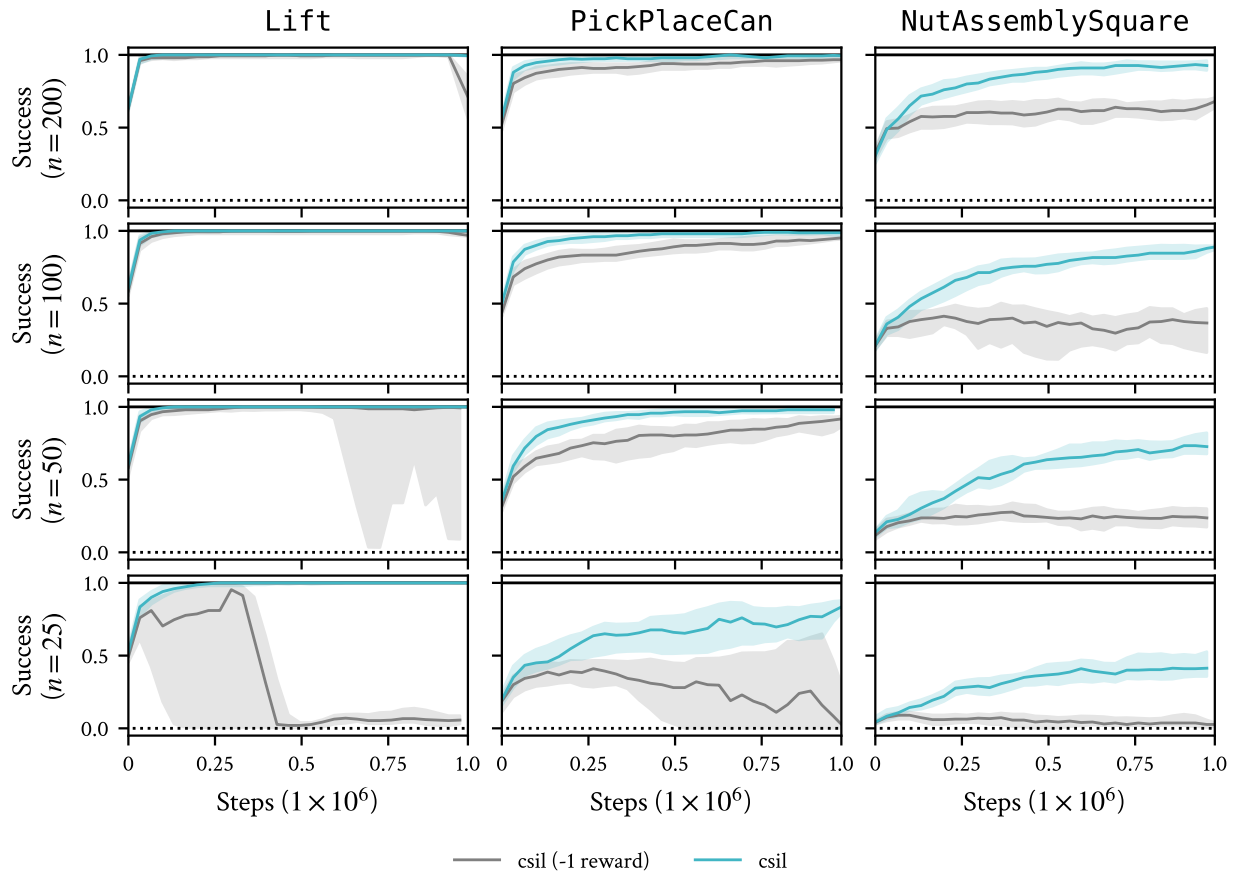 Lift PickPlaceCan NutAssemblySquare
Success
(n = 200)
1.0
0.5
0.0
Success
(n = 100)
1.0
0.5
0.0
Success
(n = 50)
1.0
0.5
0.0
Success
(n = 25)
1.0
0.5
0.0
0 0.25 0.5 0.75 1.0 0 0.25 0.5 0.75 1.0 0 0.25 0.5 0.75 1.0
Steps (1×10⁶) Steps (1×10⁶) Steps (1×10⁶)
csil (-1 reward) csil